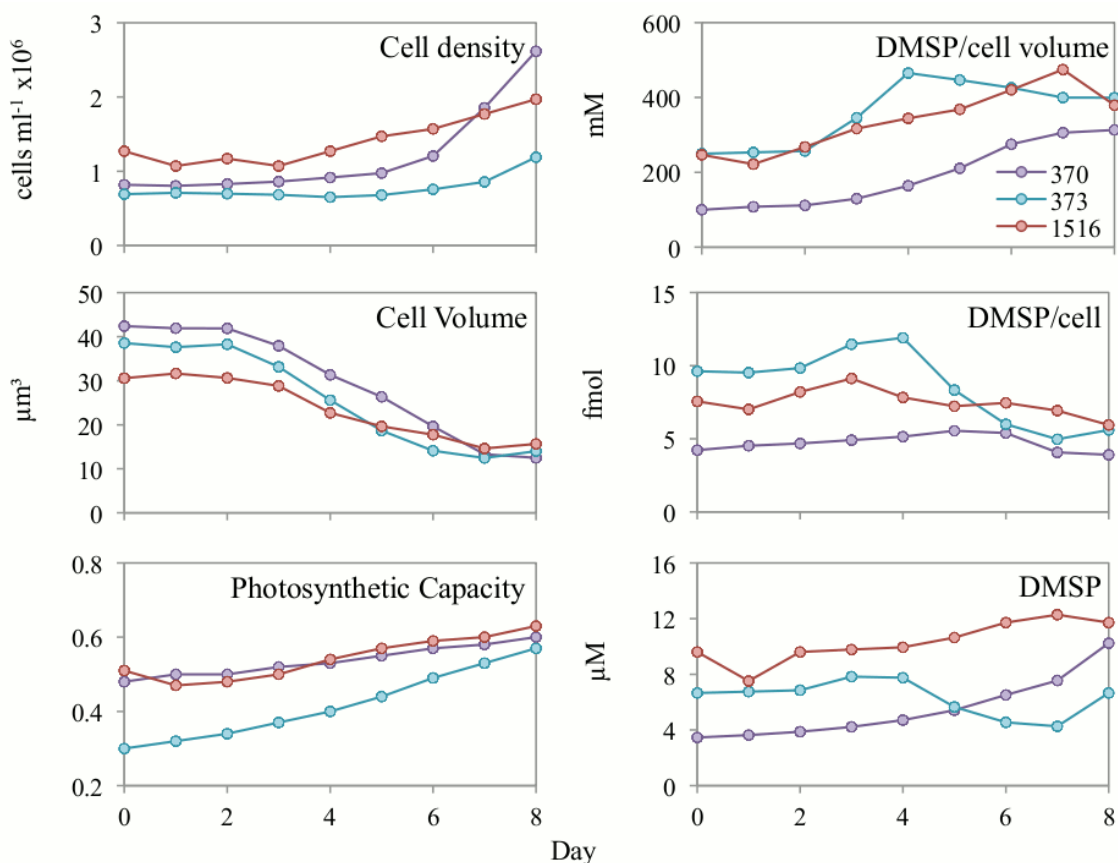 Cell density
cells ml⁻¹ x10⁶
3
2
1
0
DMSP/cell volume
mM
600
400
200
0
370
373
1516
Cell Volume
µm³
50
40
30
20
10
0
DMSP/cell
fmol
15
10
5
0
Photosynthetic Capacity
0.8
0.6
0.4
0.2
0 2 4 6 8
DMSP
µM
16
12
8
4
0
0 2 4 6 8
Day